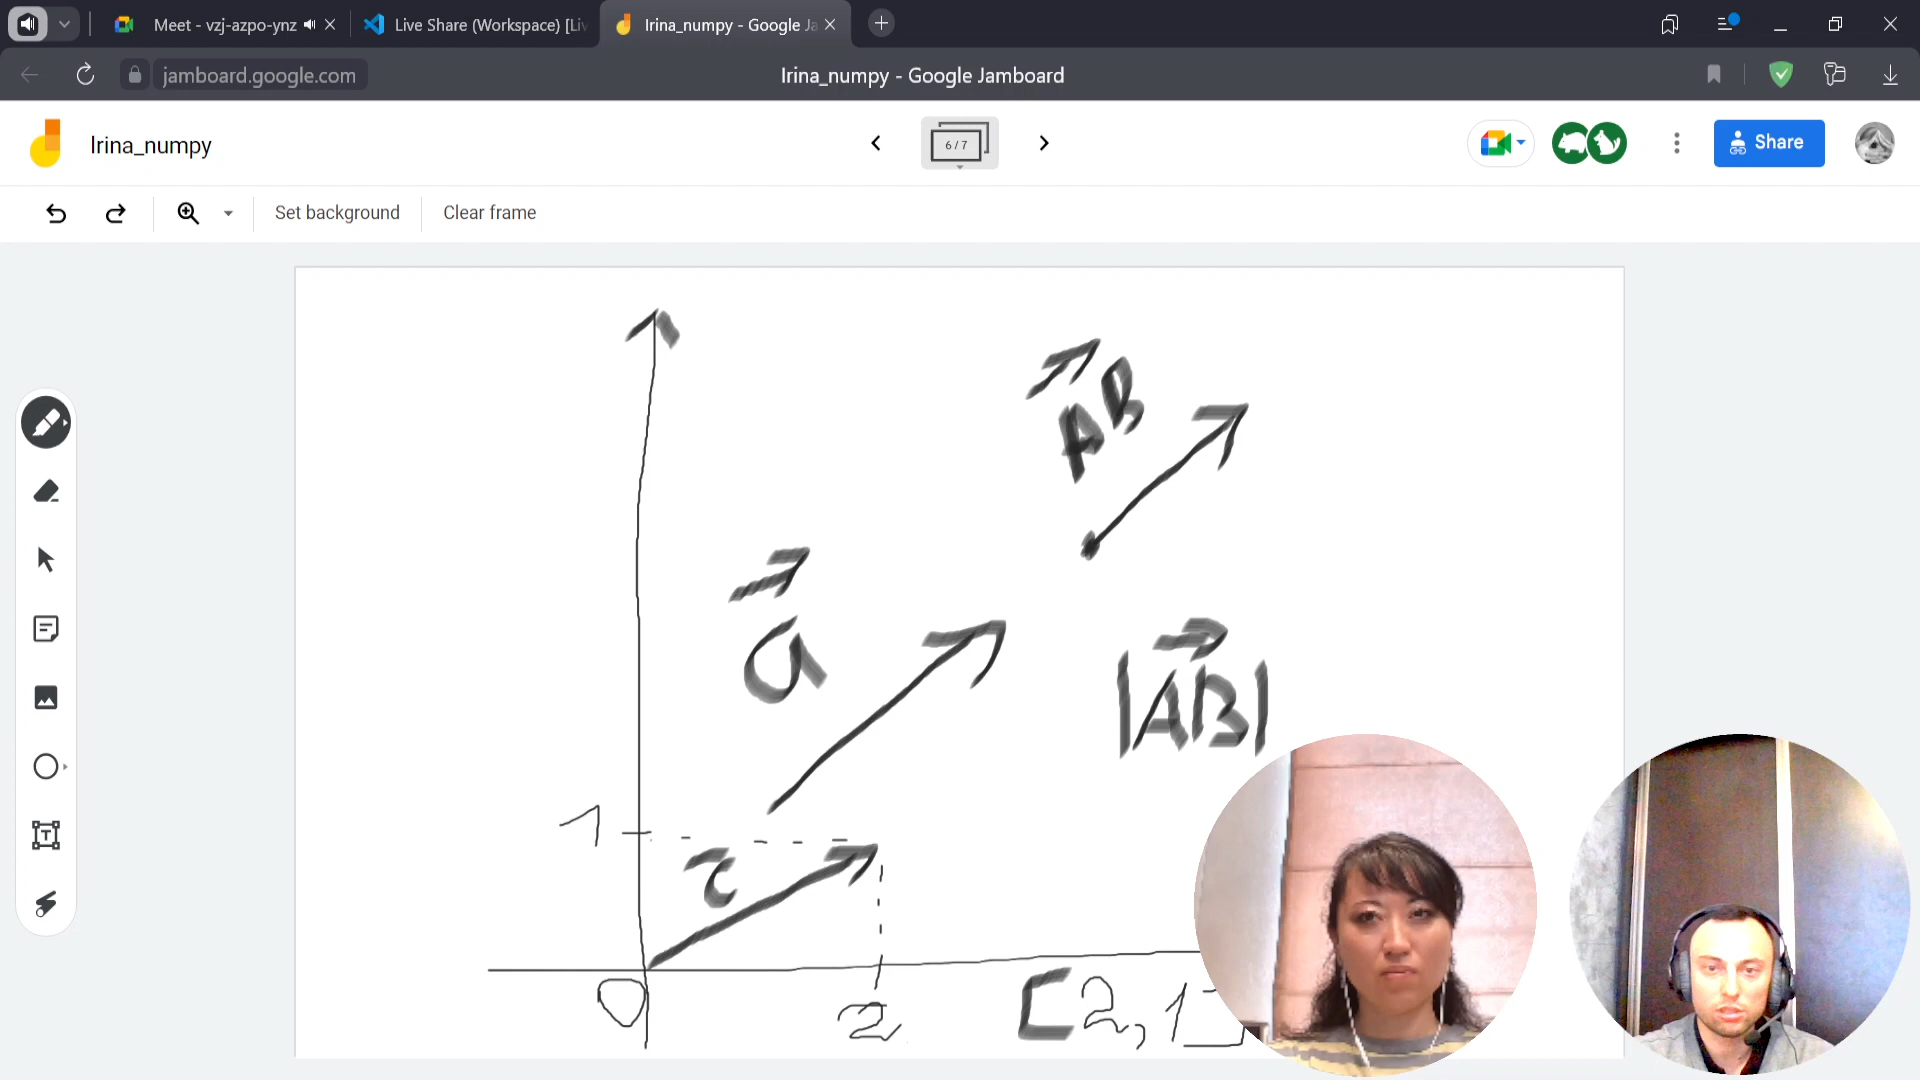 Meet - vzj-azpo-ynz
Live Share (Workspace) [Liv
Irina_numpy - Google Ja
jamboard.google.com
Irina_numpy - Google Jamboard
Irina_numpy
6 / 7
Share
Set background
Clear frame
AB
a
|AB|
1
0
2
[2, 1]